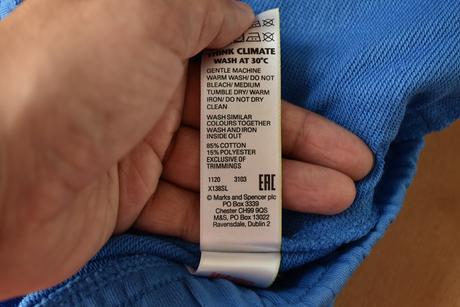 THINK CLIMATE
WASH AT 30°C
GENTLE MACHINE
WARM WASH/ DO NOT
BLEACH/ MEDIUM
TUMBLE DRY/ WARM
IRON/ DO NOT DRY
CLEAN
WASH SIMILAR
COLOURS TOGETHER
WASH AND IRON
INSIDE OUT
85% COTTON
15% POLYESTER
EXCLUSIVE OF
TRIMMINGS
1120 3103
X138SL EAC
© Marks and Spencer plc
PO Box 3339
Chester CH99 9QS
M&S, PO Box 13022
Ravensdale, Dublin 2